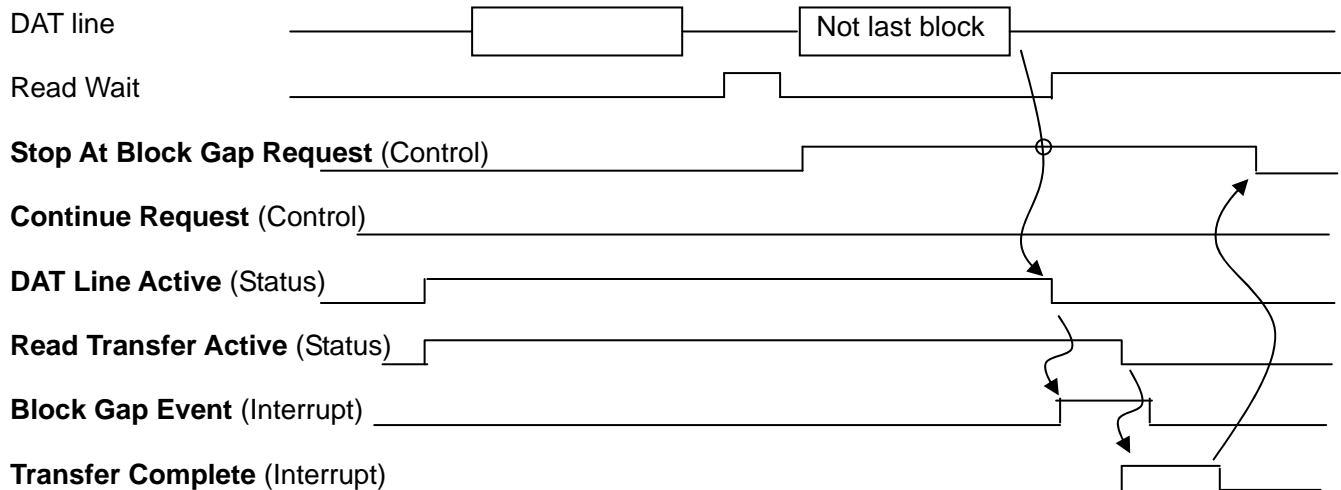 DAT line
Not last block
Read Wait
Stop At Block Gap Request (Control)
Continue Request (Control)
DAT Line Active (Status)
Read Transfer Active (Status)
Block Gap Event (Interrupt)
Transfer Complete (Interrupt)